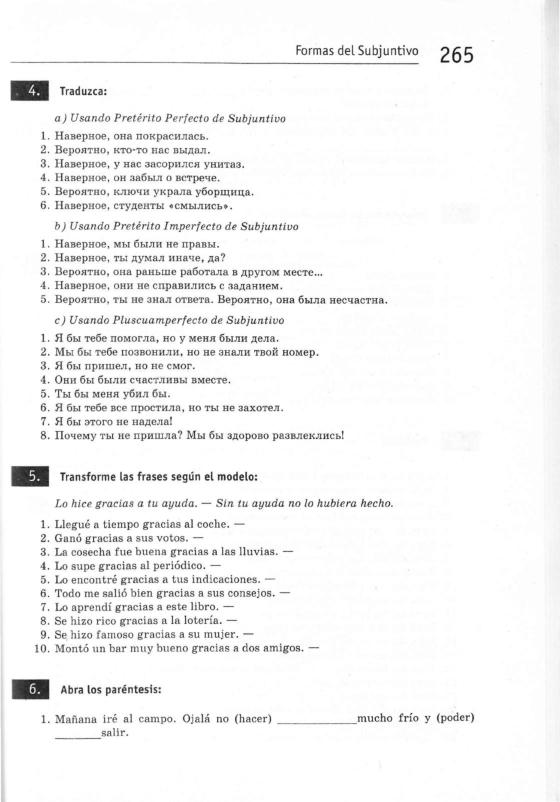 Formas del Subjuntivo 265
4. Traduzca:
a) Usando Pretérito Perfecto de Subjuntivo
1. Наверное, она покрасилась.
2. Вероятно, кто-то нас выдал.
3. Наверное, у нас засорился унитаз.
4. Наверное, он забыл о встрече.
5. Вероятно, ключи украла уборщица.
6. Наверное, студенты «смылись».
b) Usando Pretérito Imperfecto de Subjuntivo
1. Наверное, мы были не правы.
2. Наверное, ты думал иначе, да?
3. Вероятно, она раньше работала в другом месте...
4. Наверное, они не справились с заданием.
5. Вероятно, ты не знал ответа. Вероятно, она была несчастна.
c) Usando Pluscuamperfecto de Subjuntivo
1. Я бы тебе помогла, но у меня были дела.
2. Мы бы тебе позвонили, но не знали твой номер.
3. Я бы пришел, но не смог.
4. Они бы были счастливы вместе.
5. Ты бы меня убил бы.
6. Я бы тебе все простила, но ты не захотел.
7. Я бы этого не надела!
8. Почему ты не пришла? Мы бы здорово развлеклись!
5. Transforme las frases según el modelo:
Lo hice gracias a tu ayuda. — Sin tu ayuda no lo hubiera hecho.
1. Llegué a tiempo gracias al coche. —
2. Ganó gracias a sus votos. —
3. La cosecha fue buena gracias a las lluvias. —
4. Lo supe gracias al periódico. —
5. Lo encontré gracias a tus indicaciones. —
6. Todo me salió bien gracias a sus consejos. —
7. Lo aprendí gracias a este libro. —
8. Se hizo rico gracias a la lotería. —
9. Se hizo famoso gracias a su mujer. —
10. Montó un bar muy bueno gracias a dos amigos. —
6. Abra los paréntesis:
1. Mañana iré al campo. Ojalá no (hacer) ____________mucho frío y (poder)
_______salir.